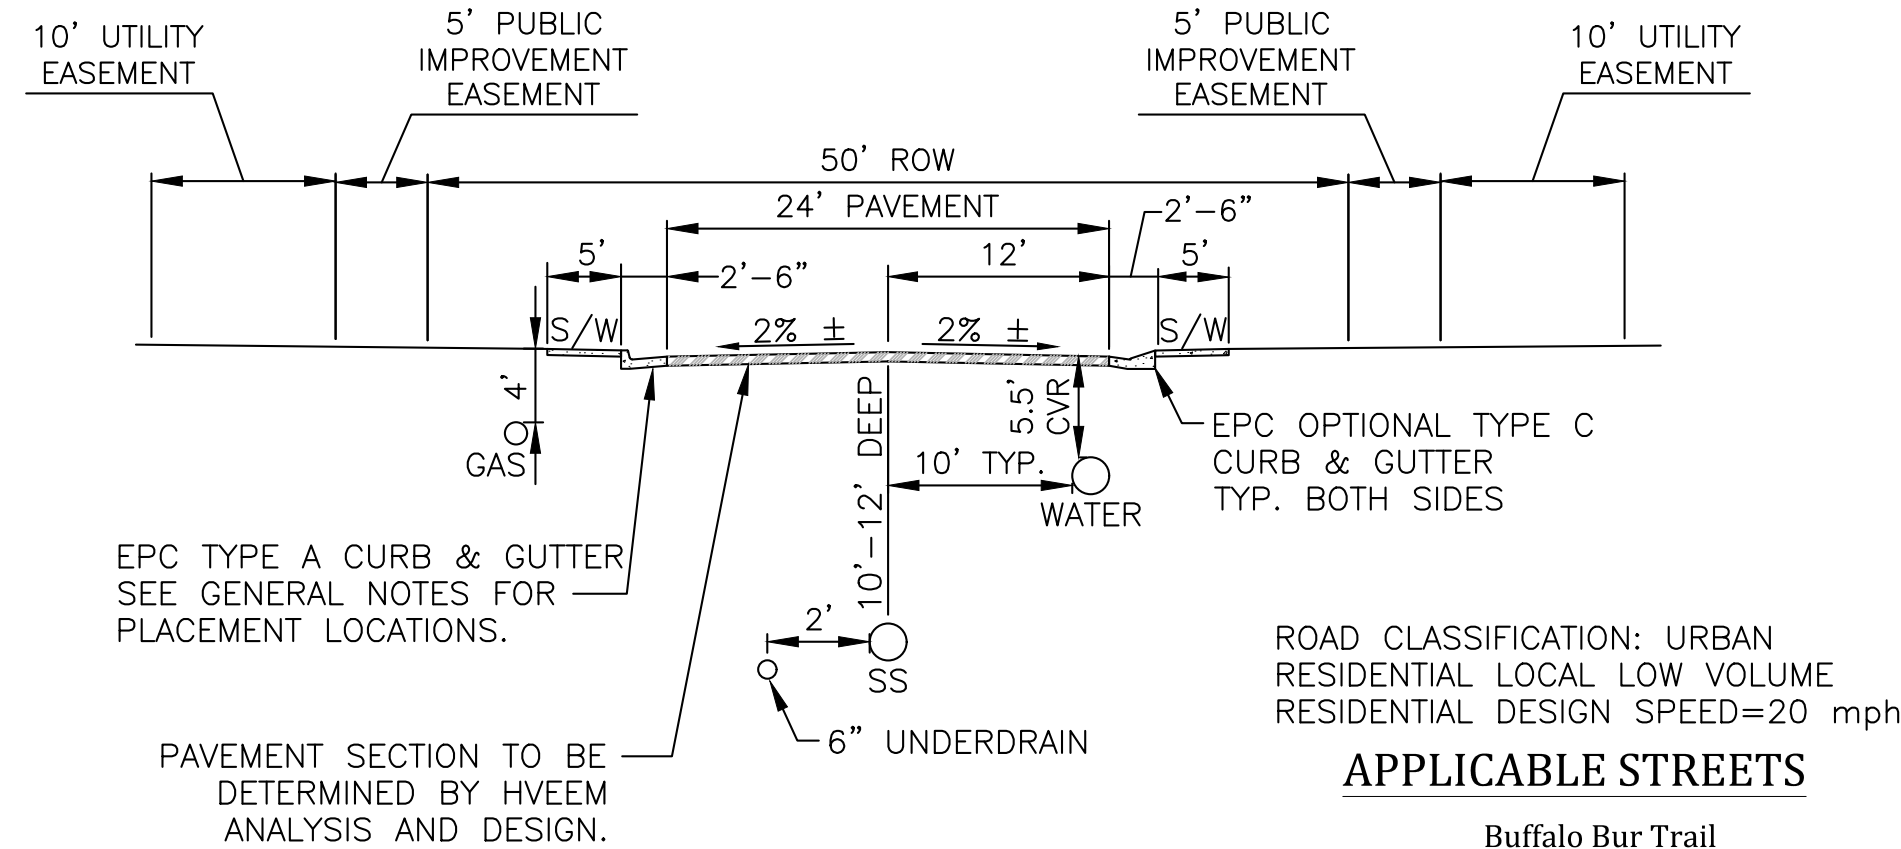 10' UTILITY
EASEMENT
5' PUBLIC
IMPROVEMENT
EASEMENT
5' PUBLIC
IMPROVEMENT
EASEMENT
10' UTILITY
EASEMENT
50' ROW
24' PAVEMENT
2'-6"
5'
2'-6"
12'
5'
S/W
2% ±
2% ±
S/W
4'
GAS
10'-12' DEEP
5.5'
CVR
10' TYP.
WATER
EPC OPTIONAL TYPE C
CURB & GUTTER
TYP. BOTH SIDES
EPC TYPE A CURB & GUTTER
SEE GENERAL NOTES FOR
PLACEMENT LOCATIONS.
2'
SS
6" UNDERDRAIN
PAVEMENT SECTION TO BE
DETERMINED BY HVEEM
ANALYSIS AND DESIGN.
ROAD CLASSIFICATION: URBAN
RESIDENTIAL LOCAL LOW VOLUME
RESIDENTIAL DESIGN SPEED=20 mph
APPLICABLE STREETS
Buffalo Bur Trail